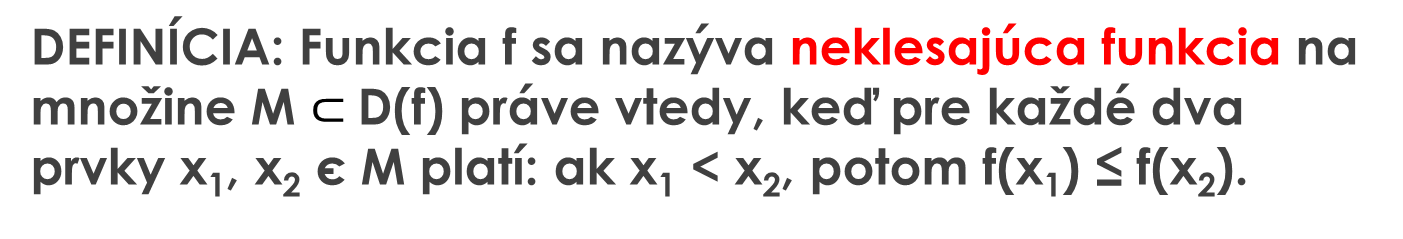 DEFINÍCIA: Funkcia f sa nazýva neklesajúca funkcia na
množine M ⊂ D(f) práve vtedy, keď pre každé dva
prvky x₁, x₂ є M platí: ak x₁ < x₂, potom f(x₁) ≤ f(x₂).